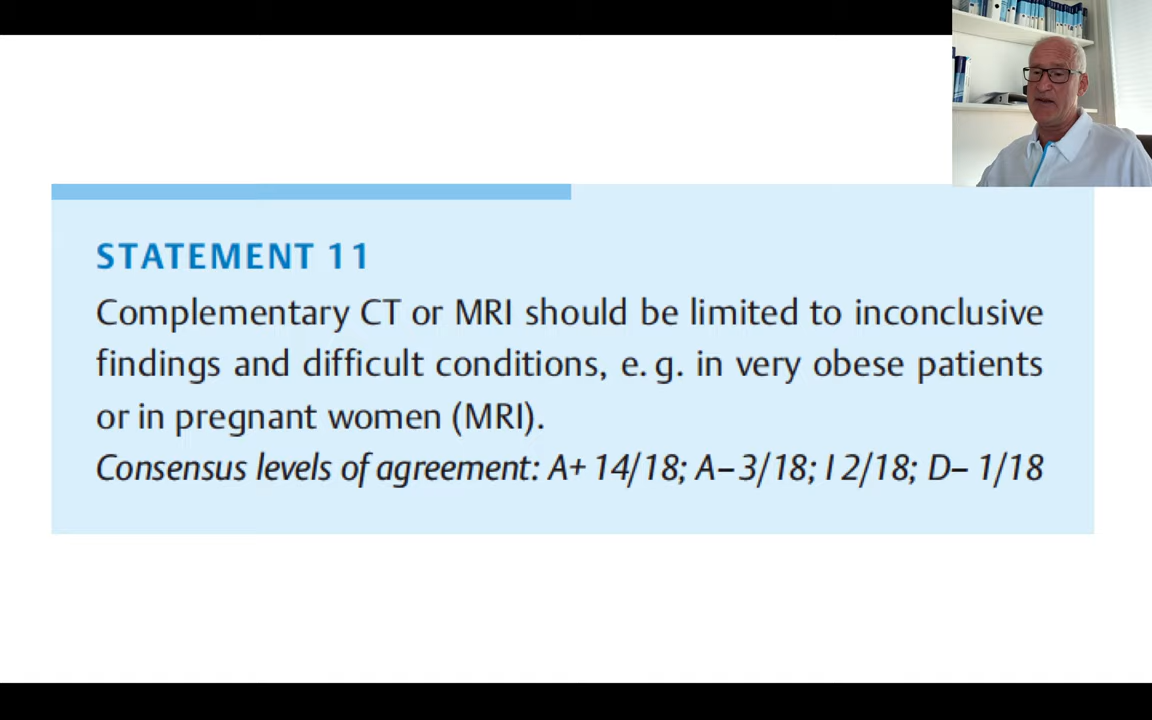 STATEMENT 11
Complementary CT or MRI should be limited to inconclusive
findings and difficult conditions, e. g. in very obese patients
or in pregnant women (MRI).
Consensus levels of agreement: A+ 14/18; A– 3/18; I 2/18; D– 1/18